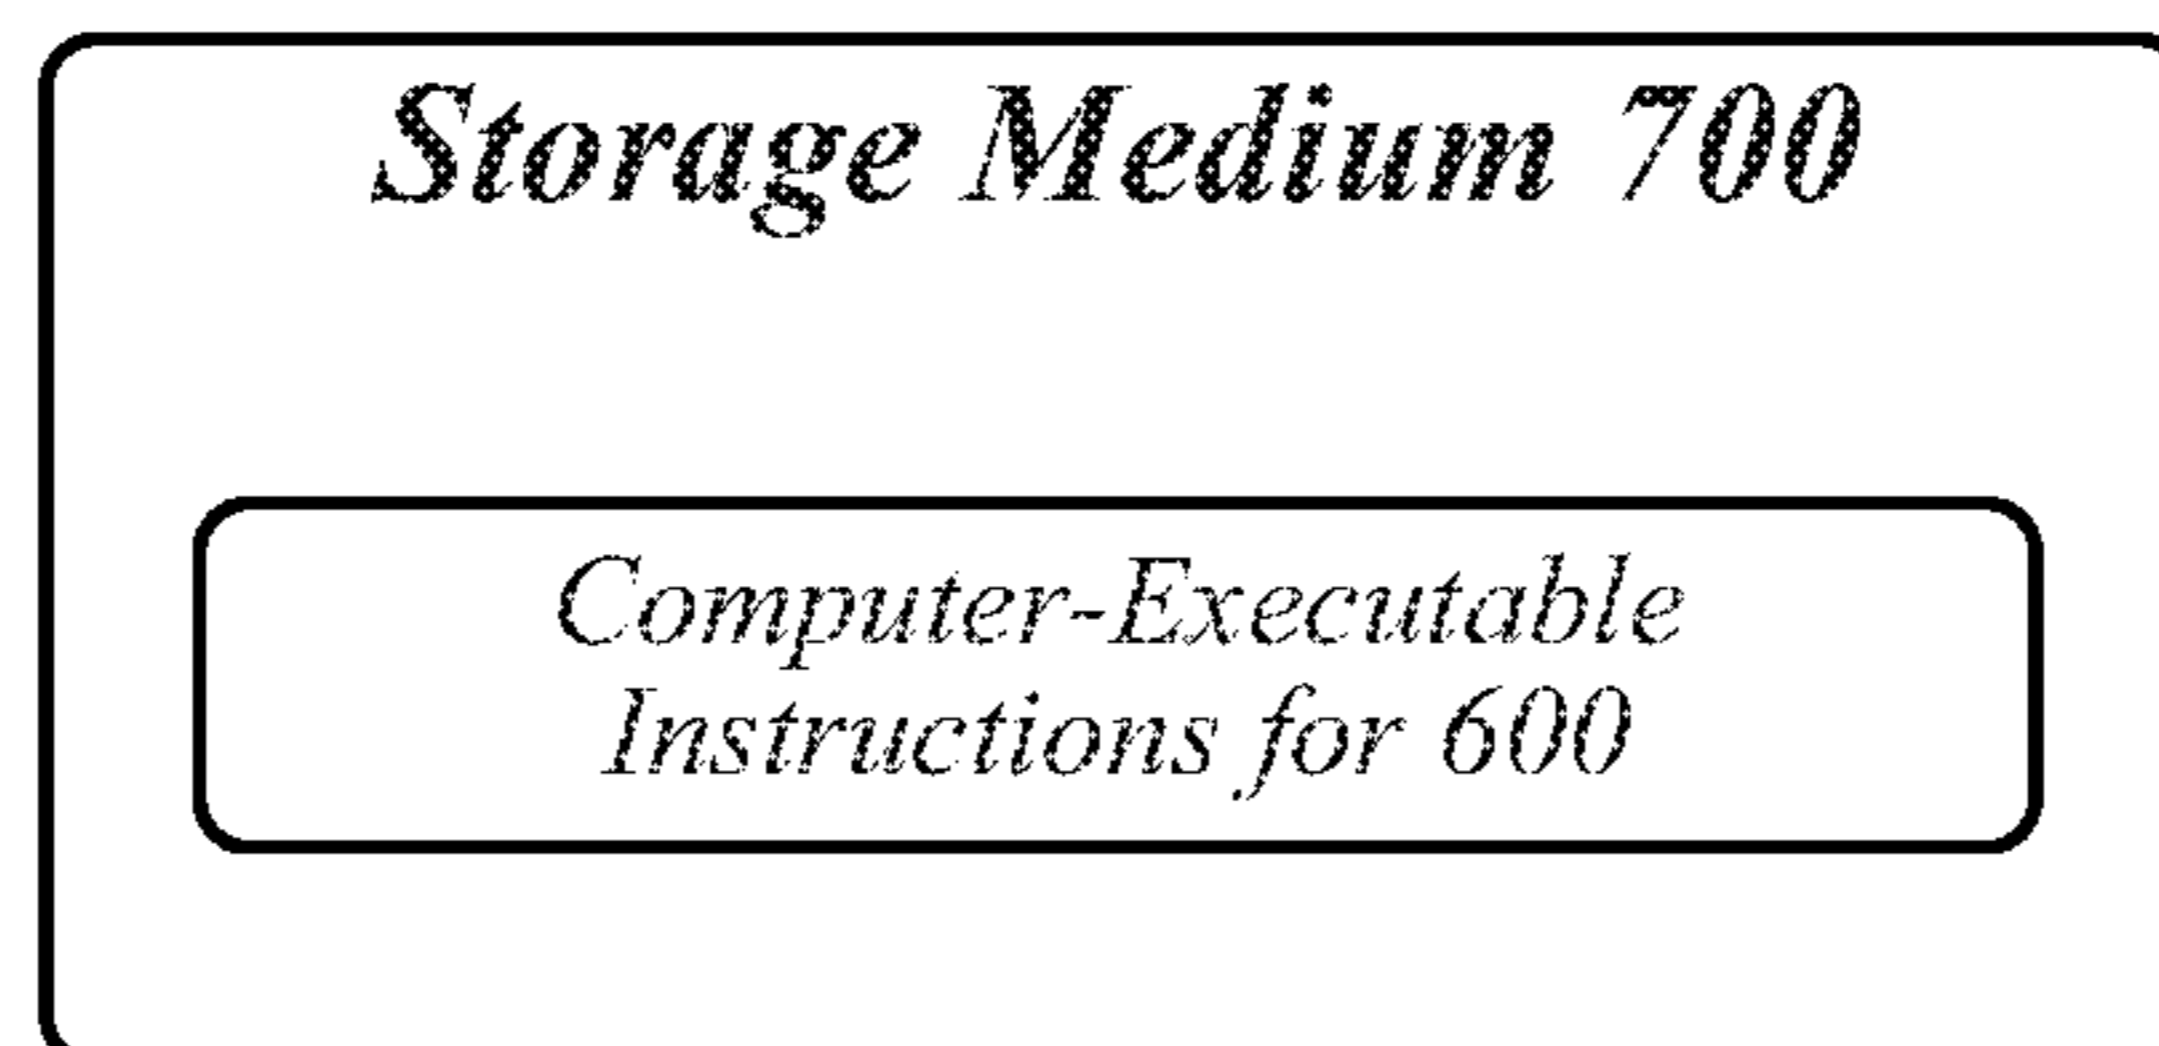 Storage Medium 700
Computer-Executable
Instructions for 600